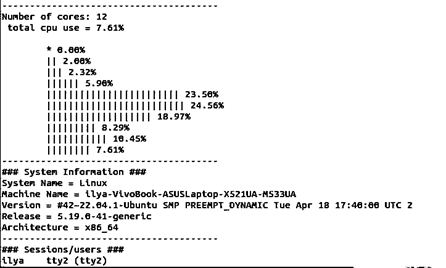 ---------------------------------------
Number of cores: 12
total cpu use = 7.61%
* 0.00%
|| 2.00%
||| 2.32%
|||||| 5.90%
|||||||||||||||||||||||| 23.50%
||||||||||||||||||||||||| 24.56%
||||||||||||||||||| 18.97%
||||||||| 8.29%
||||||||||| 10.45%
|||||||| 7.61%
---------------------------------------
### System Information ###
System Name = Linux
Machine Name = ilya-VivoBook-ASUSLaptop-X521UA-M533UA
Version = #42~22.04.1-Ubuntu SMP PREEMPT_DYNAMIC Tue Apr 18 17:40:00 UTC 2
Release = 5.19.0-41-generic
Architecture = x86_64
---------------------------------------
### Sessions/users ###
ilya tty2 (tty2)